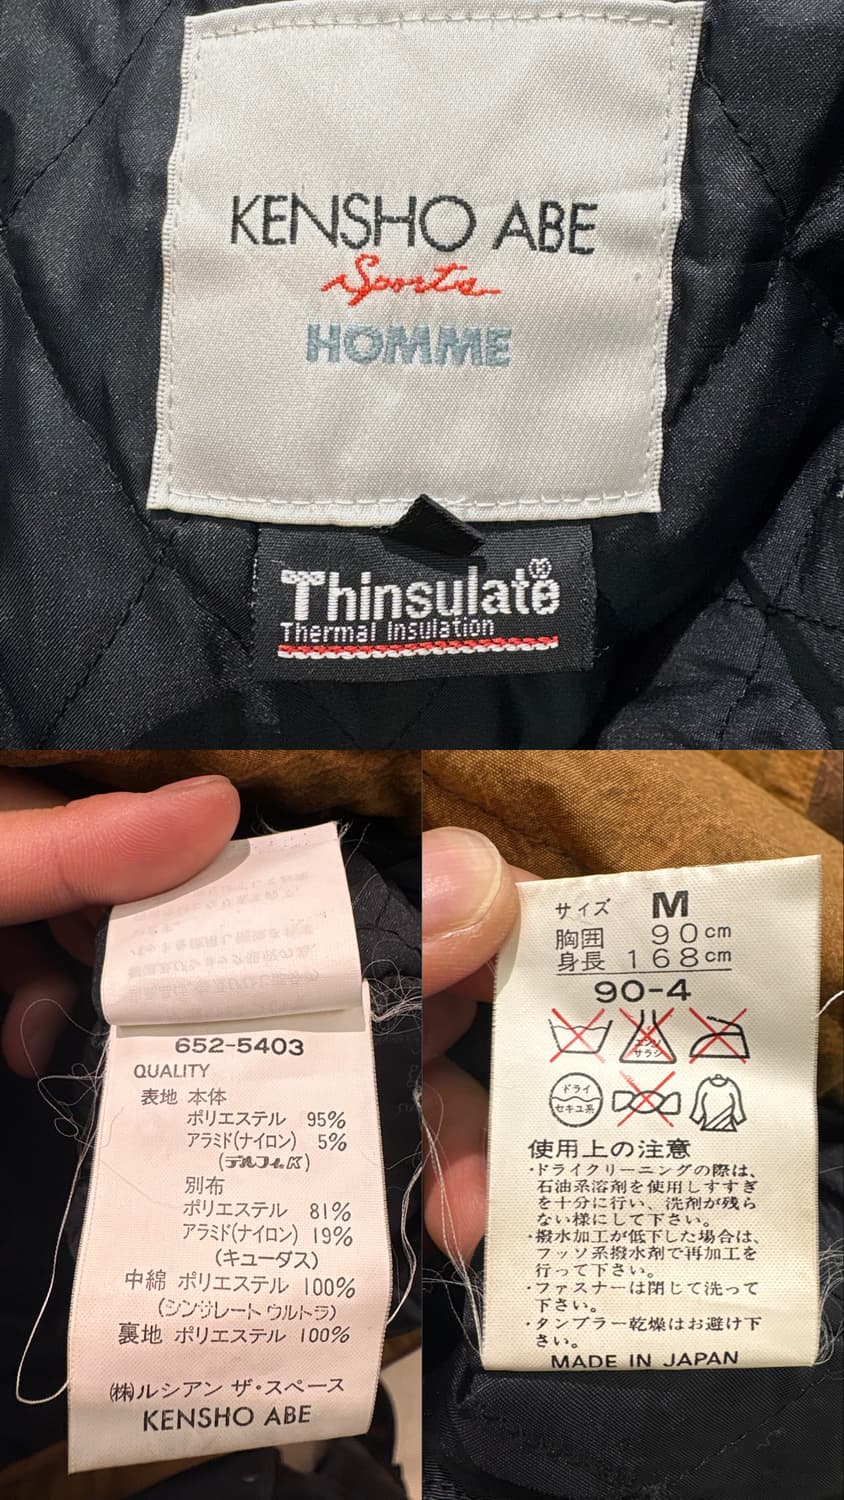 KENSHO ABE
Sports
HOMME
Thinsulate
Thermal Insulation
652-5403
QUALITY
表地 本体
ポリエステル 95%
アラミド(ナイロン) 5%
(デルフィK)
別布
ポリエステル 81%
アラミド(ナイロン) 19%
(キューダス)
中綿 ポリエステル 100%
(シンサレート ウルトラ)
裏地 ポリエステル 100%
(株)ルシアン ザ・スペース
KENSHO ABE
サイズ M
胸囲 90cm
身長 168cm
90-4
エンソ
サラシ
ドライ
セキユ系
使用上の注意
・ドライクリーニングの際は、
石油系溶剤を使用しすすぎ
を十分に行い、洗剤が残ら
ない様にして下さい。
・撥水加工が低下した場合は、
フッソ系撥水剤で再加工を
行って下さい。
・ファスナーは閉じて洗って
下さい。
・タンブラー乾燥はお避け下
さい。
MADE IN JAPAN